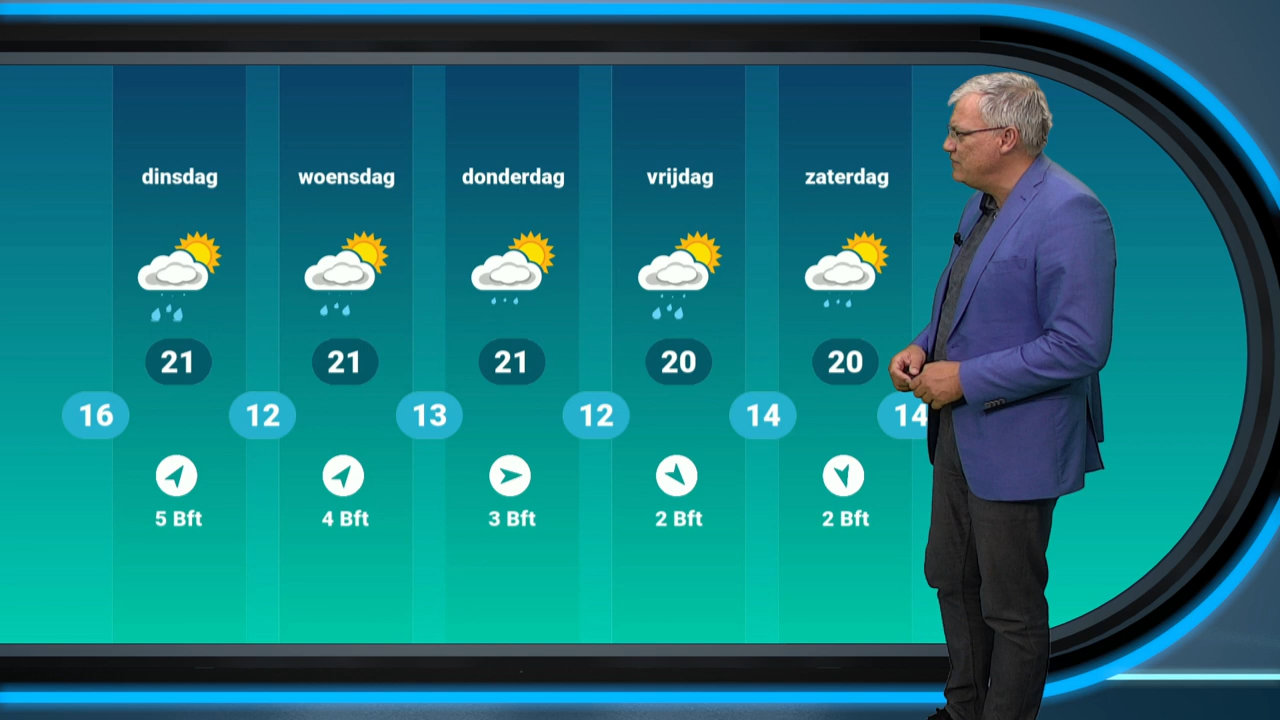 dinsdag woensdag donderdag vrijdag zaterdag
21 21 21 20 20
16 12 13 12 14 14
5 Bft 4 Bft 3 Bft 2 Bft 2 Bft